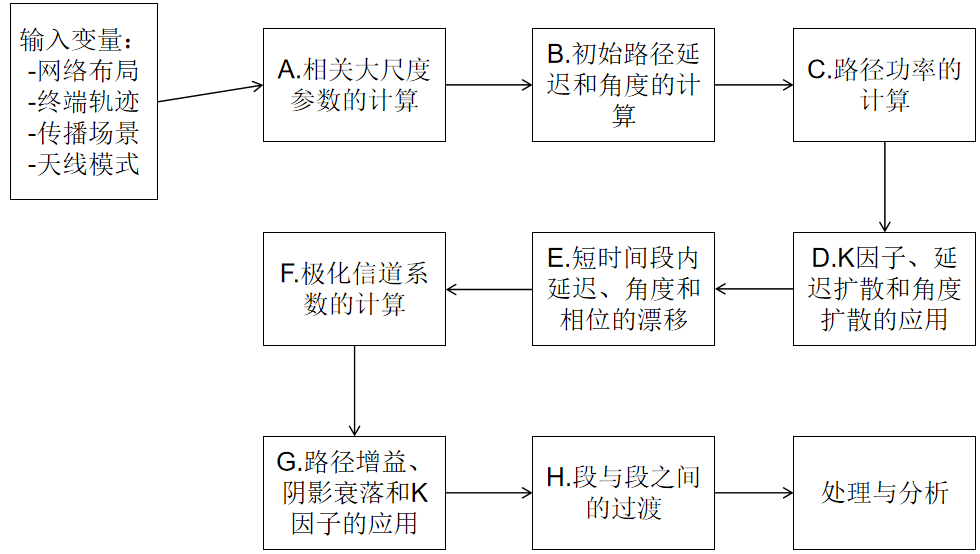 输入变量：
-网络布局
-终端轨迹
-传播场景
-天线模式
A.相关大尺度
参数的计算
B.初始路径延
迟和角度的计
算
C.路径功率的
计算
D.K因子、延
迟扩散和角度
扩散的应用
E.短时间段内
延迟、角度和
相位的漂移
F.极化信道系
数的计算
G.路径增益、
阴影衰落和K
因子的应用
H.段与段之间
的过渡
处理与分析